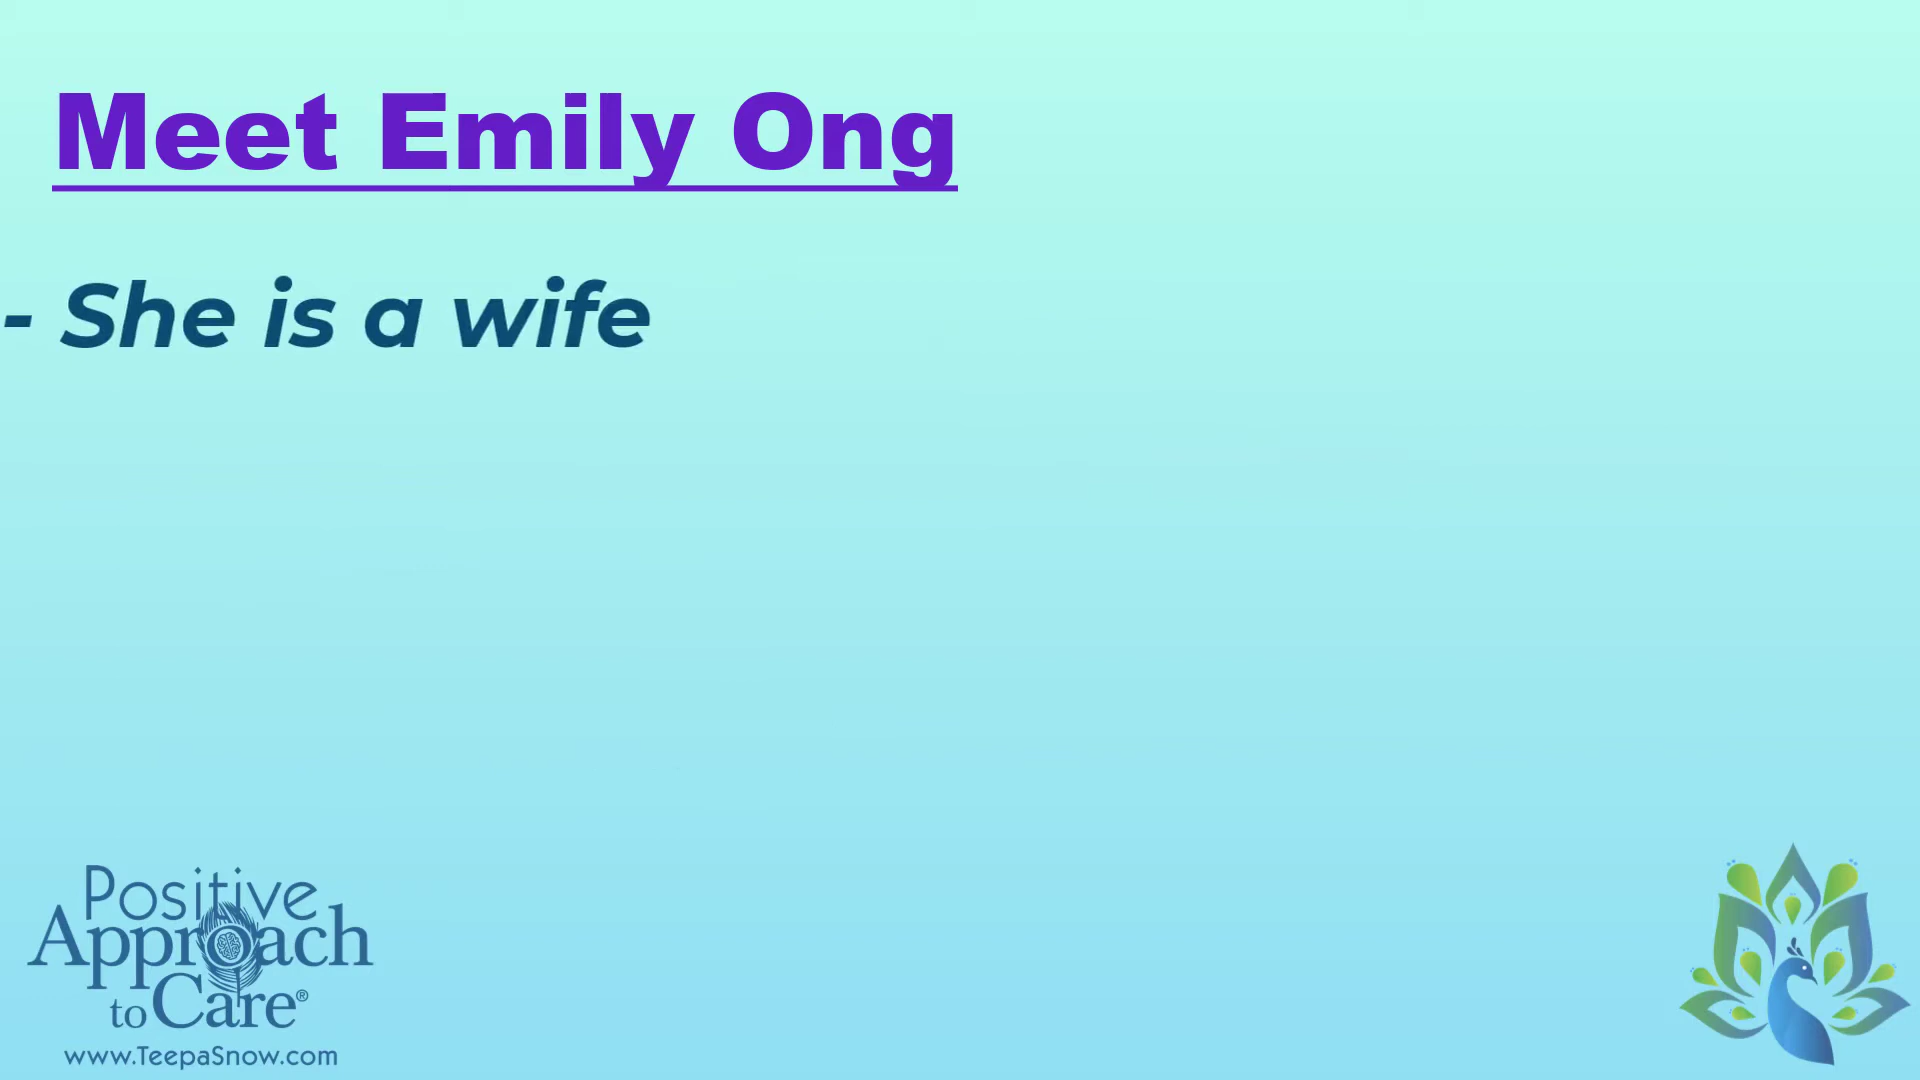 Meet Emily Ong
- She is a wife
Positive
Approach
to Care®
www.TeepaSnow.com